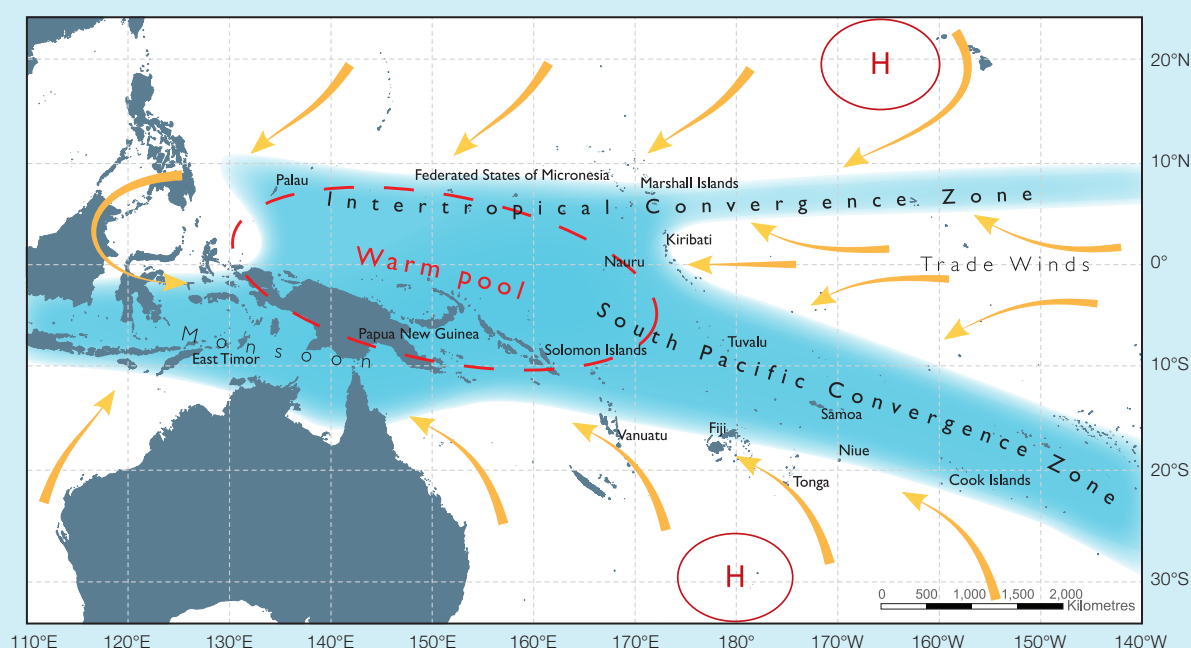 H
20°N
10°N
Palau
Federated States of Micronesia
Marshall Islands
Intertropical Convergence Zone
Kiribati
Warm pool
Nauru
Trade Winds
0°
South Pacific Convergence Zone
Monsoon
Papua New Guinea
East Timor
Solomon Islands
Tuvalu
10°S
Sāmoa
Vanuatu
Fiji
Niue
20°S
Tonga
Cook Islands
H
30°S
0 500 1,000 1,500 2,000
Kilometres
110°E 120°E 130°E 140°E 150°E 160°E 170°E 180° 170°W 160°W 150°W 140°W